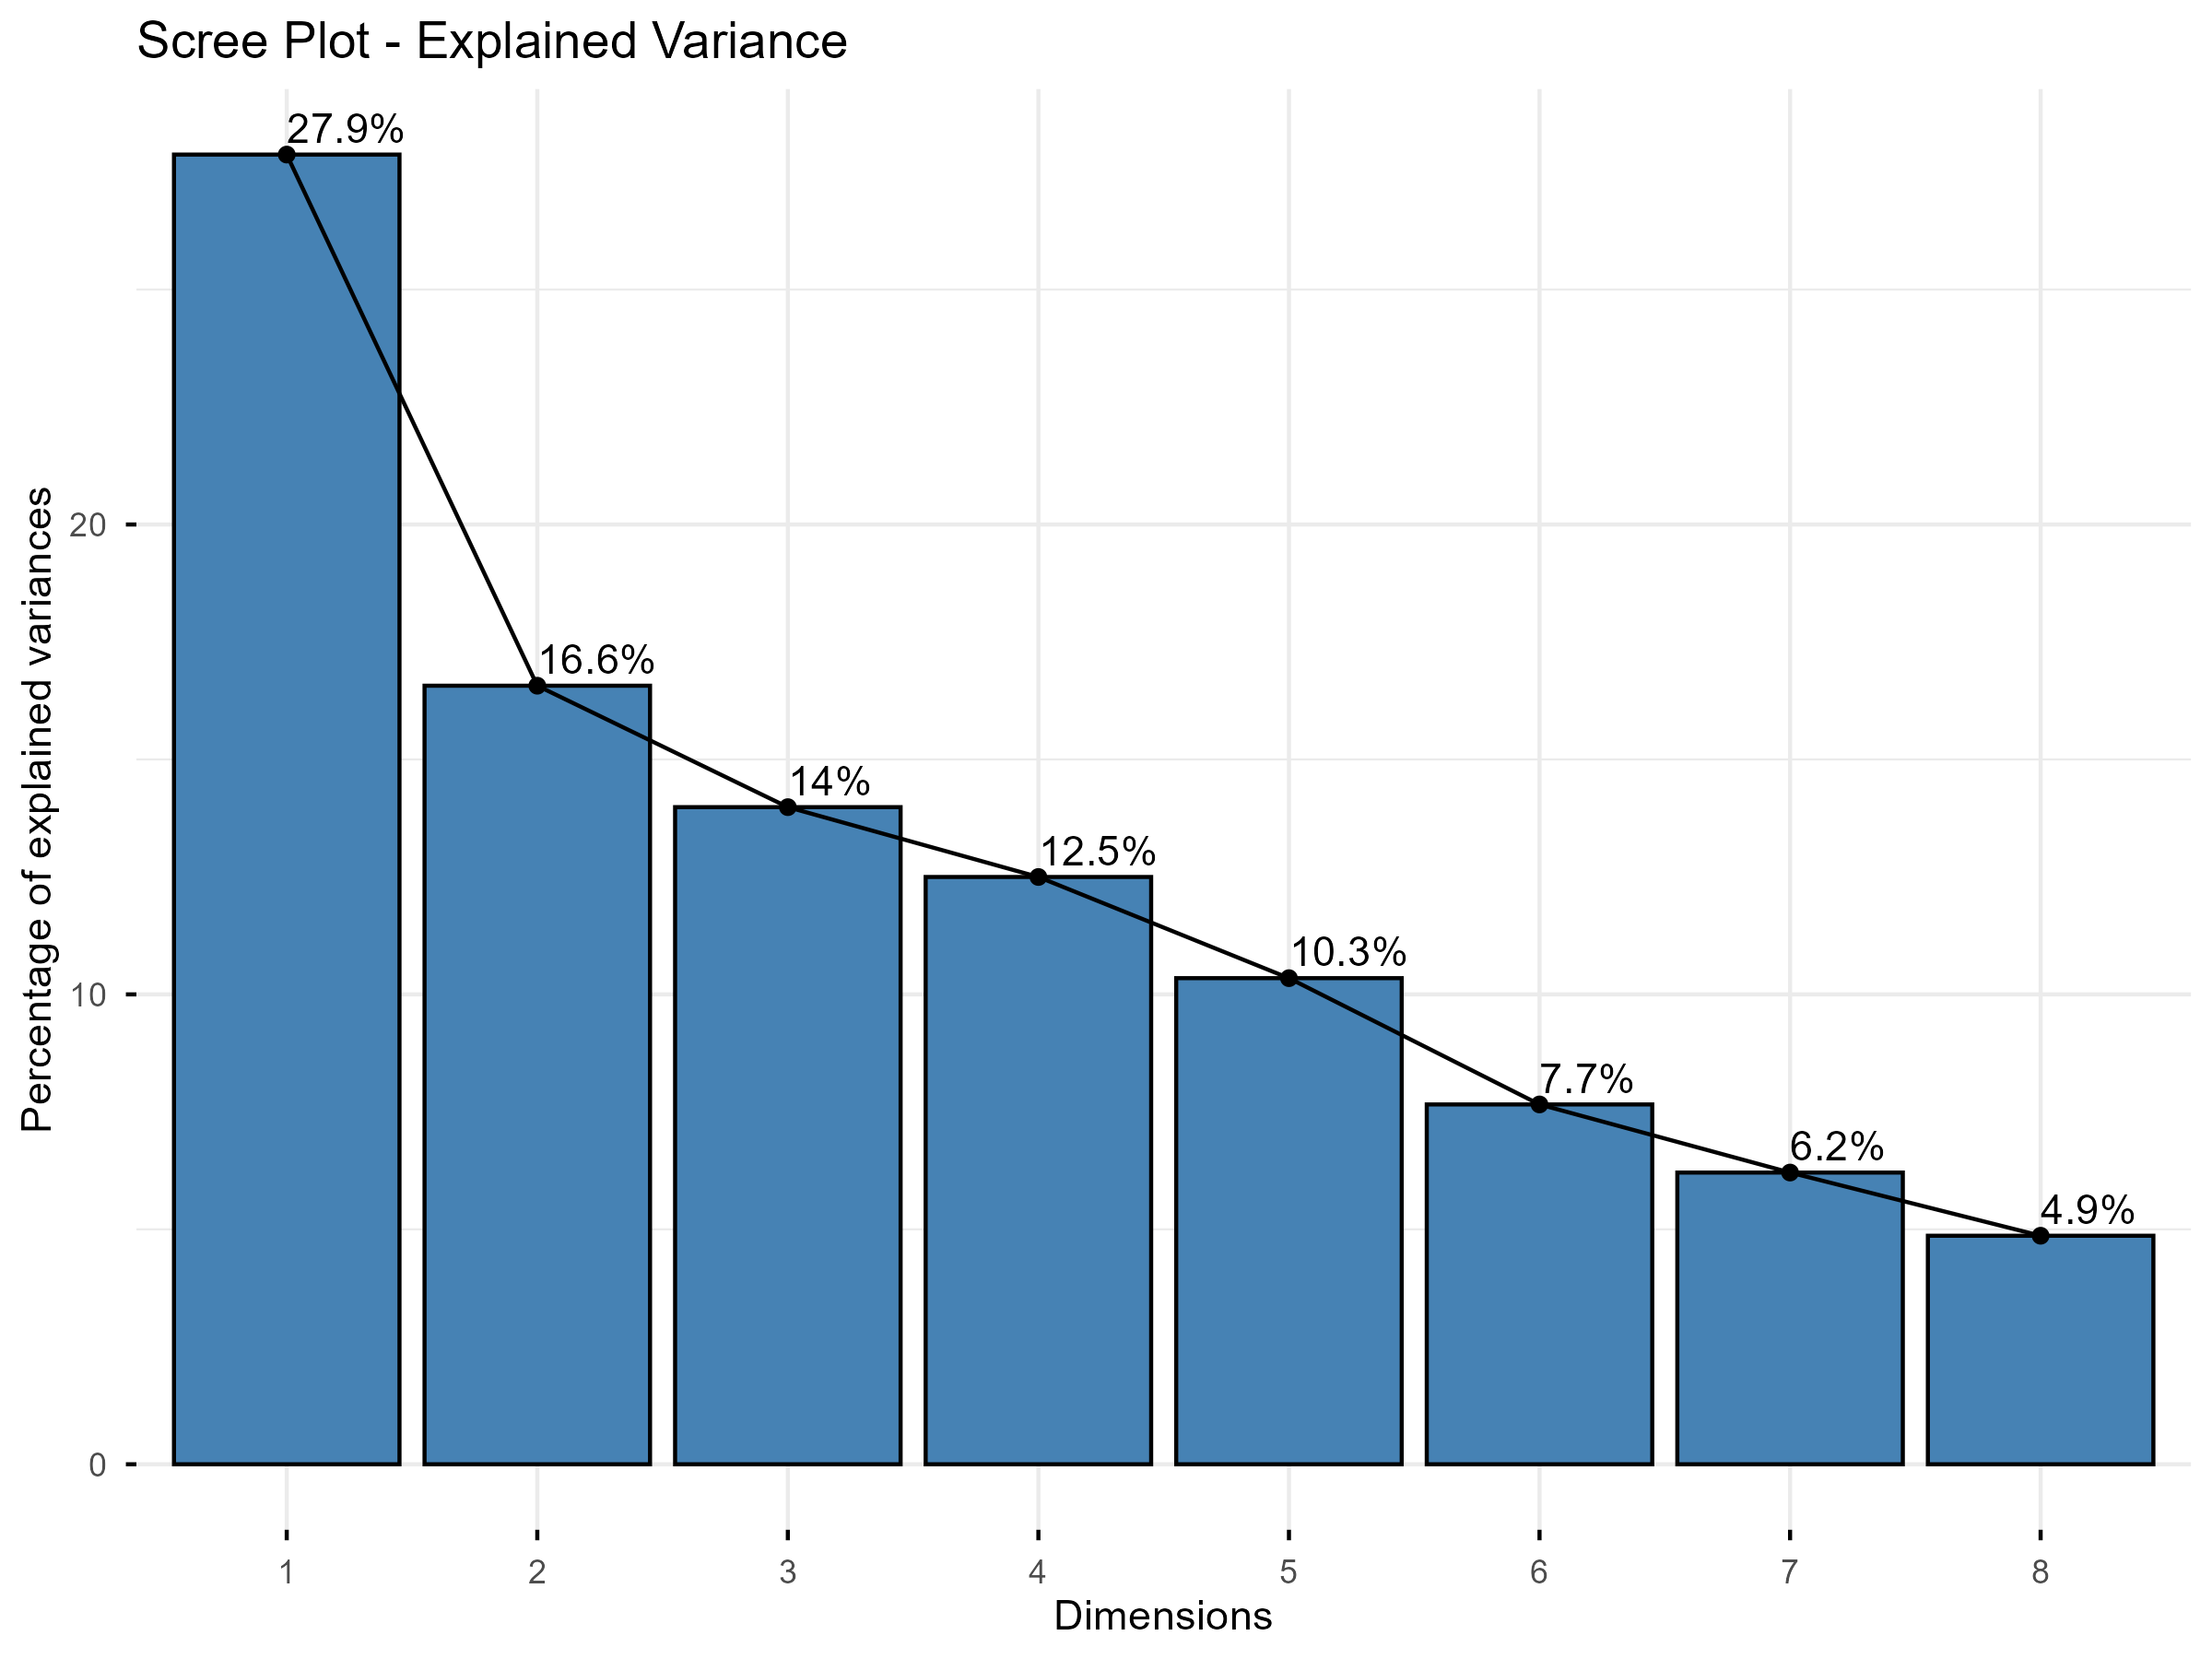 Scree Plot - Explained Variance
27.9%
16.6%
14%
12.5%
10.3%
7.7%
6.2%
4.9%
Percentage of explained variances
20
10
0
1 2 3 4 5 6 7 8
Dimensions